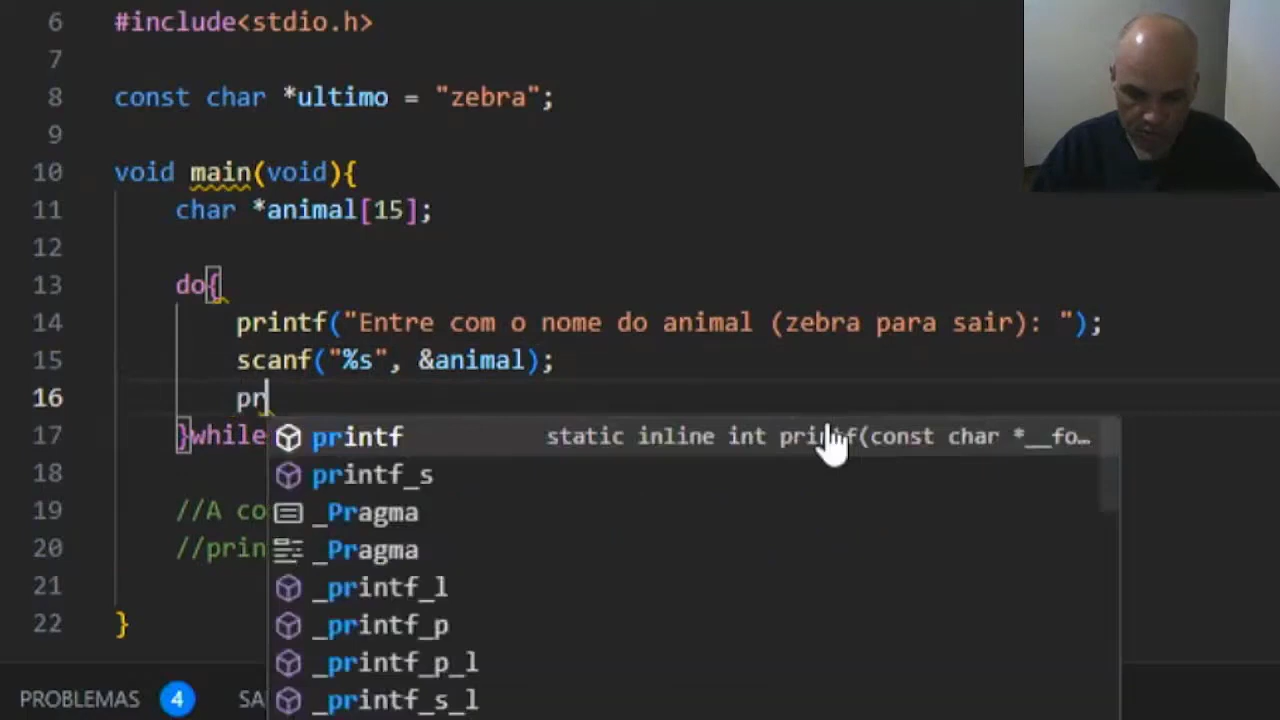 6 #include<stdio.h>
7
8 const char *ultimo = "zebra";
9
10 void main(void){
11 char *animal[15];
12
13 do{
14 printf("Entre com o nome do animal (zebra para sair): ");
15 scanf("%s", &animal);
16 pr
17 }while
printf static inline int printf(const char *__fo…
18
printf_s
19 //A co
_Pragma
20 //prin
_Pragma
21
_printf_l
22 }
_printf_p
_printf_p_l
_printf_s_l
PROBLEMAS 4 SA